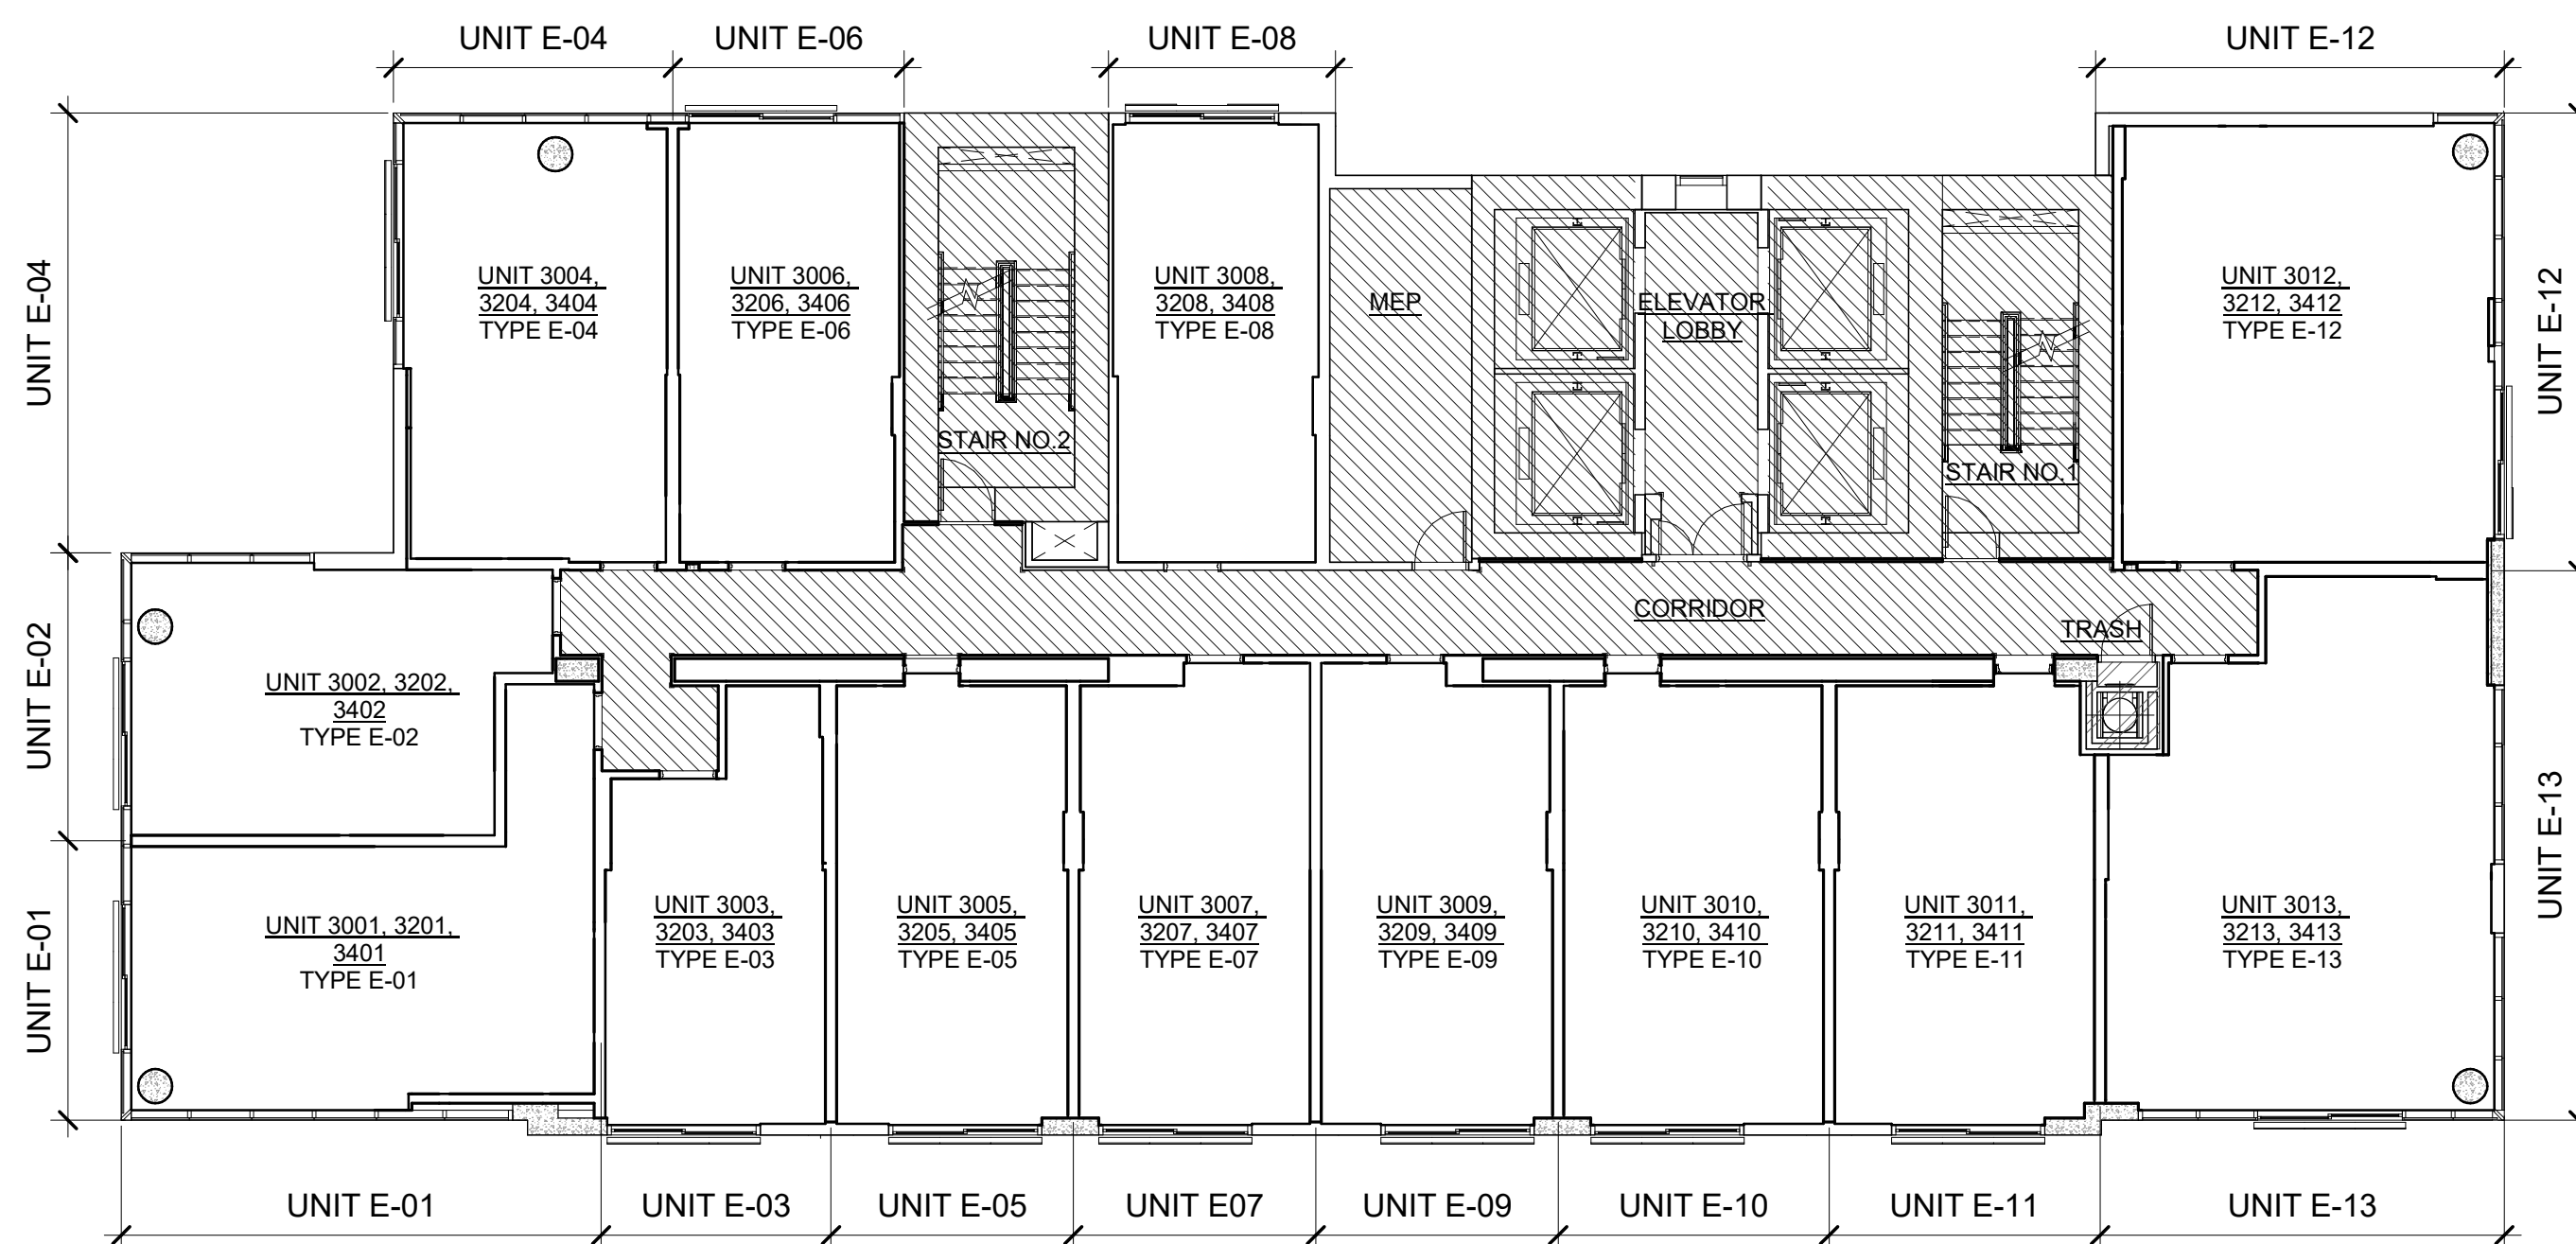 UNIT E-04
UNIT E-06
UNIT E-08
UNIT E-12
UNIT E-04
UNIT 3004,
3204, 3404
TYPE E-04
UNIT 3006,
3206, 3406
TYPE E-06
STAIR NO.2
UNIT 3008,
3208, 3408
TYPE E-08
MEP
ELEVATOR
LOBBY
STAIR NO.1
UNIT 3012,
3212, 3412
TYPE E-12
UNIT E-12
CORRIDOR
TRASH
UNIT E-02
UNIT 3002, 3202,
3402
TYPE E-02
UNIT E-01
UNIT 3001, 3201,
3401
TYPE E-01
UNIT 3003,
3203, 3403
TYPE E-03
UNIT 3005,
3205, 3405
TYPE E-05
UNIT 3007,
3207, 3407
TYPE E-07
UNIT 3009,
3209, 3409
TYPE E-09
UNIT 3010,
3210, 3410
TYPE E-10
UNIT 3011,
3211, 3411
TYPE E-11
UNIT 3013,
3213, 3413
TYPE E-13
UNIT E-13
UNIT E-01
UNIT E-03
UNIT E-05
UNIT E07
UNIT E-09
UNIT E-10
UNIT E-11
UNIT E-13